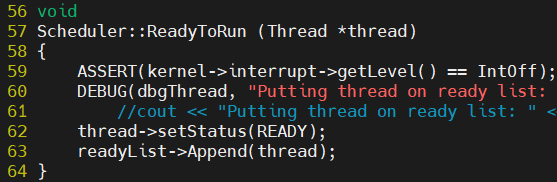 56 void
57 Scheduler::ReadyToRun (Thread *thread)
58 {
59     ASSERT(kernel->interrupt->getLevel() == IntOff);
60     DEBUG(dbgThread, "Putting thread on ready list:
61         //cout << "Putting thread on ready list: " <
62     thread->setStatus(READY);
63     readyList->Append(thread);
64 }